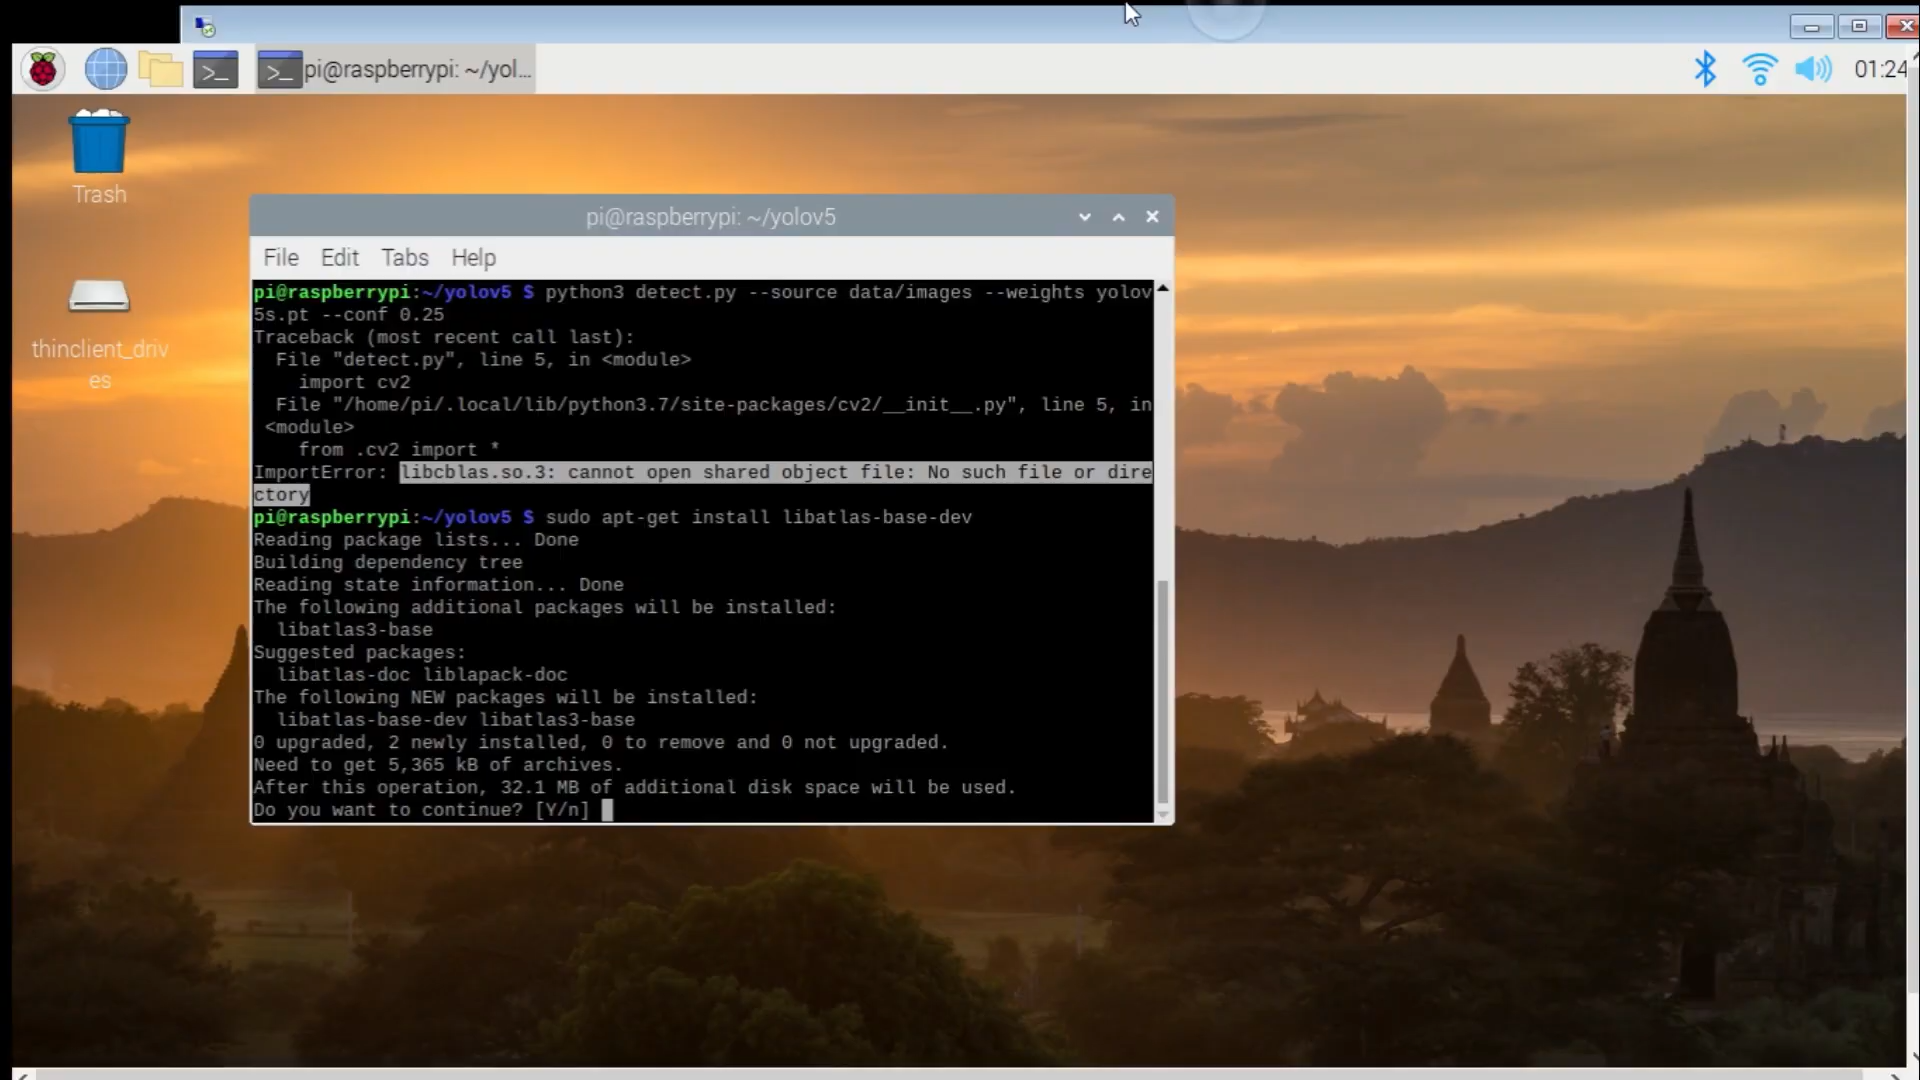 pi@raspberrypi: ~/yol...
01:24
Trash
thinclient_driv
es
pi@raspberrypi: ~/yolov5
File Edit Tabs Help
pi@raspberrypi:~/yolov5 $ python3 detect.py --source data/images --weights yolov
5s.pt --conf 0.25
Traceback (most recent call last):
  File "detect.py", line 5, in <module>
    import cv2
  File "/home/pi/.local/lib/python3.7/site-packages/cv2/__init__.py", line 5, in
 <module>
    from .cv2 import *
ImportError: libcblas.so.3: cannot open shared object file: No such file or dire
ctory
pi@raspberrypi:~/yolov5 $ sudo apt-get install libatlas-base-dev
Reading package lists... Done
Building dependency tree
Reading state information... Done
The following additional packages will be installed:
  libatlas3-base
Suggested packages:
  libatlas-doc liblapack-doc
The following NEW packages will be installed:
  libatlas-base-dev libatlas3-base
0 upgraded, 2 newly installed, 0 to remove and 0 not upgraded.
Need to get 5,365 kB of archives.
After this operation, 32.1 MB of additional disk space will be used.
Do you want to continue? [Y/n]